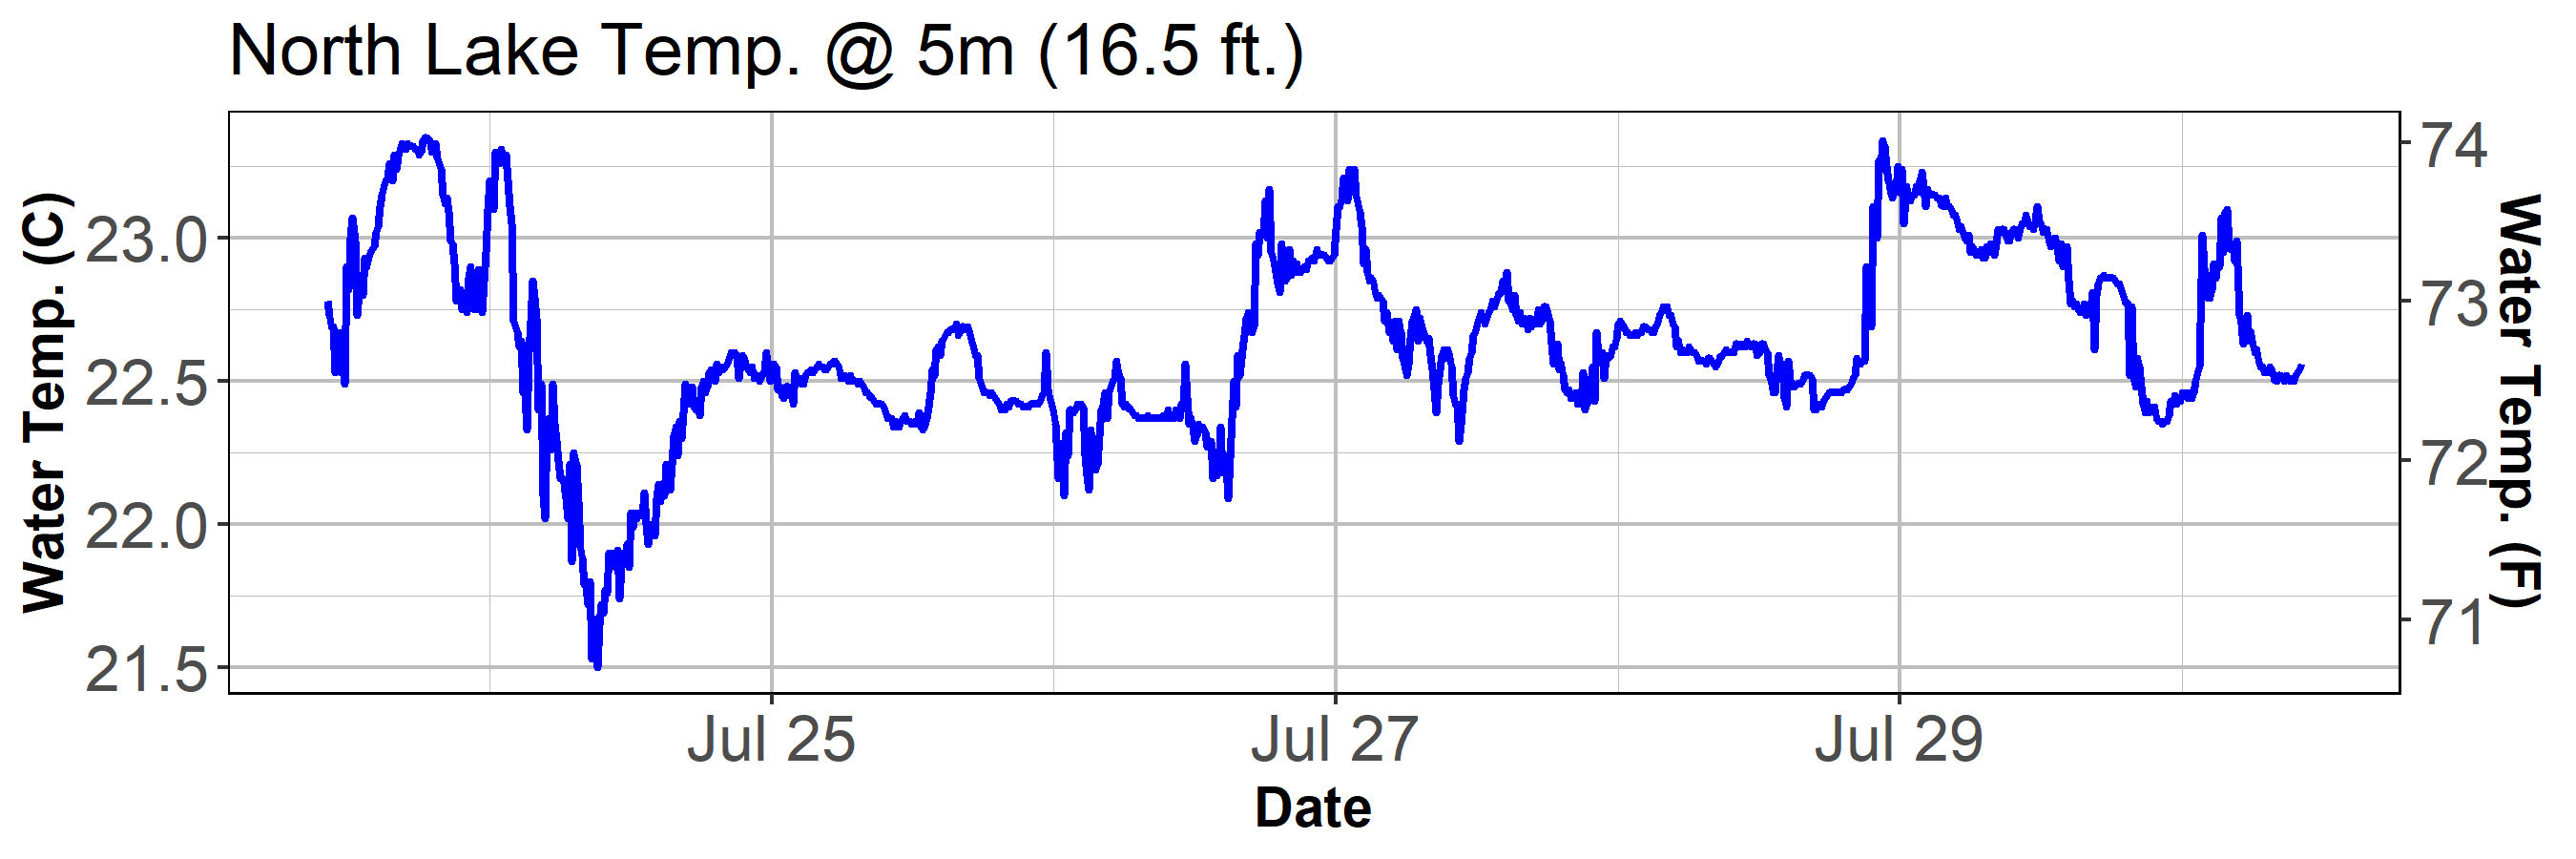 North Lake Temp. @ 5m (16.5 ft.)
Water Temp. (C)
23.0
22.5
22.0
21.5
74
73
72
71
Water Temp. (F)
Jul 25 Jul 27 Jul 29
Date